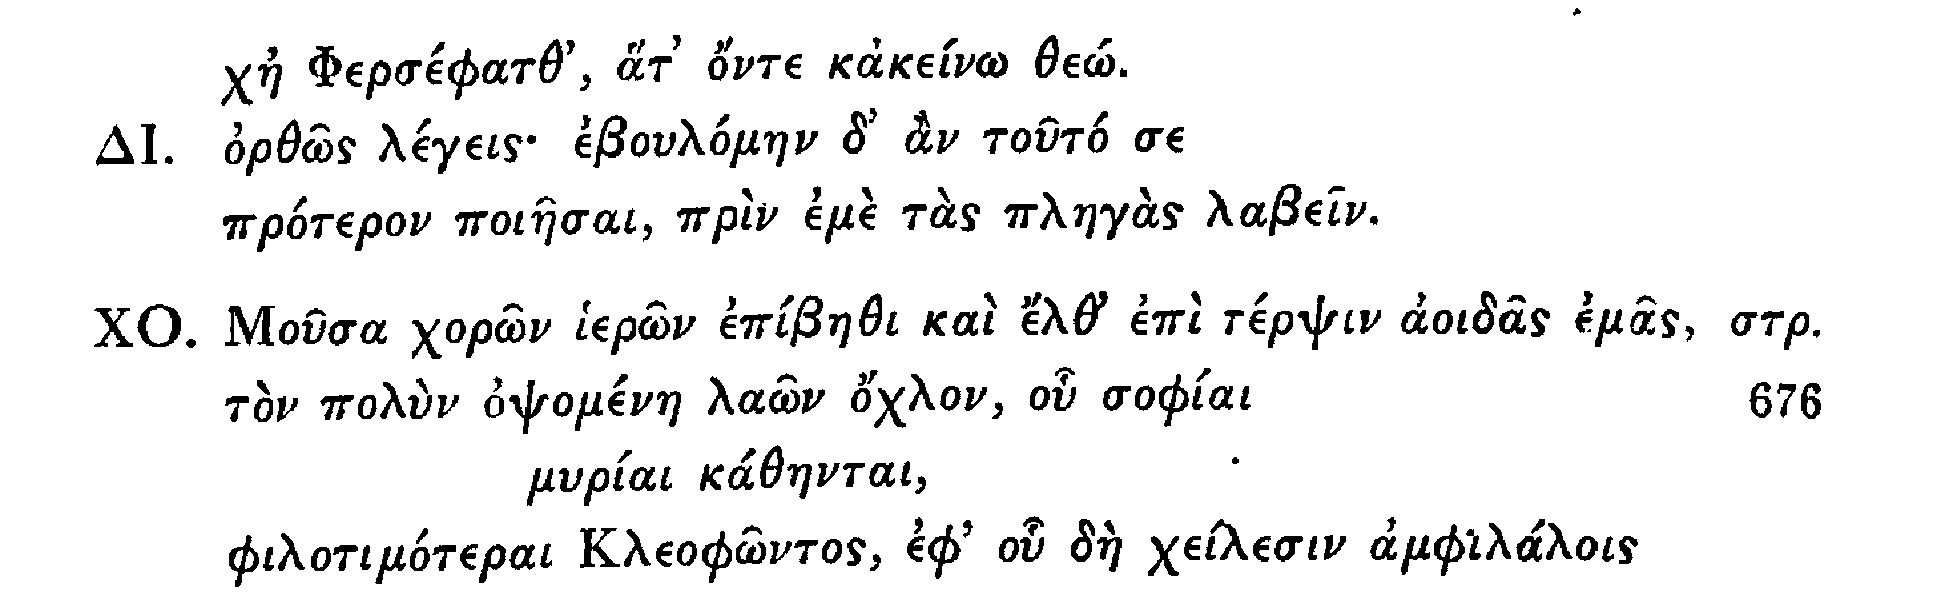 χἠ Φερσέφατθ’, ἅτ’ ὄντε κἀκείνω θεώ.
ΔΙ. ὀρθῶς λέγεις· ἐβουλόμην δ’ ἂν τοῦτό σε
πρότερον ποιῆσαι, πρὶν ἐμὲ τὰς πληγὰς λαβεῖν.
ΧΟ. Μοῦσα χορῶν ἱερῶν ἐπίβηθι καὶ ἔλθ’ ἐπὶ τέρψιν ἀοιδᾶς ἐμᾶς, στρ.
τὸν πολὺν ὀψομένη λαῶν ὄχλον, οὗ σοφίαι 676
μυρίαι κάθηνται,
φιλοτιμότεραι Κλεοφῶντος, ἐφ’ οὗ δὴ χείλεσιν ἀμφιλάλοις